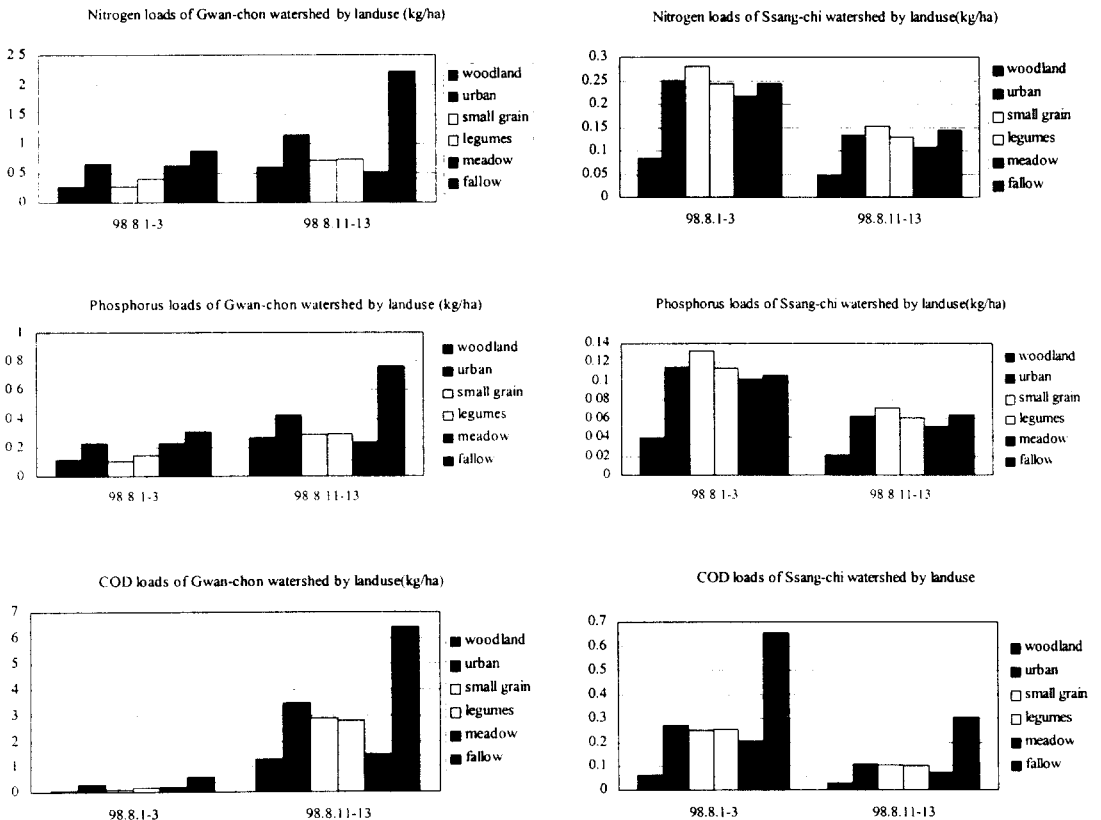 Nitrogen loads of Gwan-chon watershed by landuse (kg/ha)
2 5
2
1 5
1
0 5
0
98 8 1-3
98 8.11-13
woodland
urban
small grain
legumes
meadow
fallow
Nitrogen loads of Ssang-chi watershed by landuse(kg/ha)
0.3
0.25
0.2
0.15
0.1
0.05
0
98.8.1-3
98.8.11-13
woodland
urban
small grain
legumes
meadow
fallow
Phosphorus loads of Gwan-chon watershed by landuse (kg/ha)
1
0 8
0 6
0 4
0 2
0
98 8 1-3
98 8 11-13
woodland
urban
small grain
legumes
meadow
fallow
Phosphorus loads of Ssang-chi watershed by landuse(kg/ha)
0.14
0.12
0.1
0.08
0.06
0 04
0 02
0
98 8 1-3
98 8 11-13
woodland
urban
small grain
legumes
meadow
fallow
COD loads of Gwan-chon watershed by landuse(kg/ha)
7
6
5
4
3
2
1
0
98.8.1-3
98.8.11-13
woodland
urban
small grain
legumes
meadow
fallow
COD loads of Ssang-chi watershed by landuse
0.7
0.6
0.5
0.4
0.3
0.2
0.1
0
98.8.1-3
98.8.11-13
woodland
urban
small grain
legumes
meadow
fallow